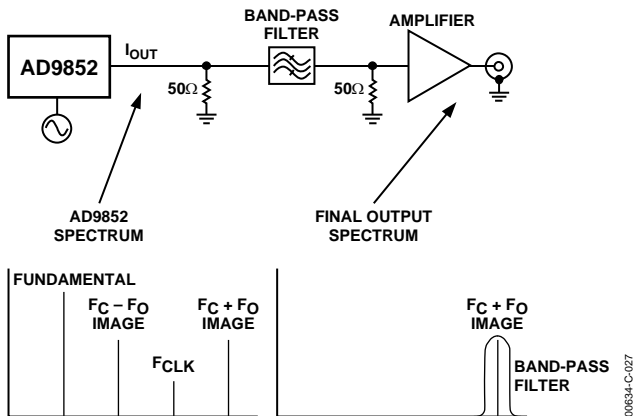 BAND-PASS
FILTER
AMPLIFIER
AD9852
IOUT
50Ω
50Ω
AD9852
SPECTRUM
FINAL OUTPUT
SPECTRUM
FUNDAMENTAL
FC – FO
IMAGE
FCLK
FC + FO
IMAGE
FC + FO
IMAGE
BAND-PASS
FILTER
00634-C-027